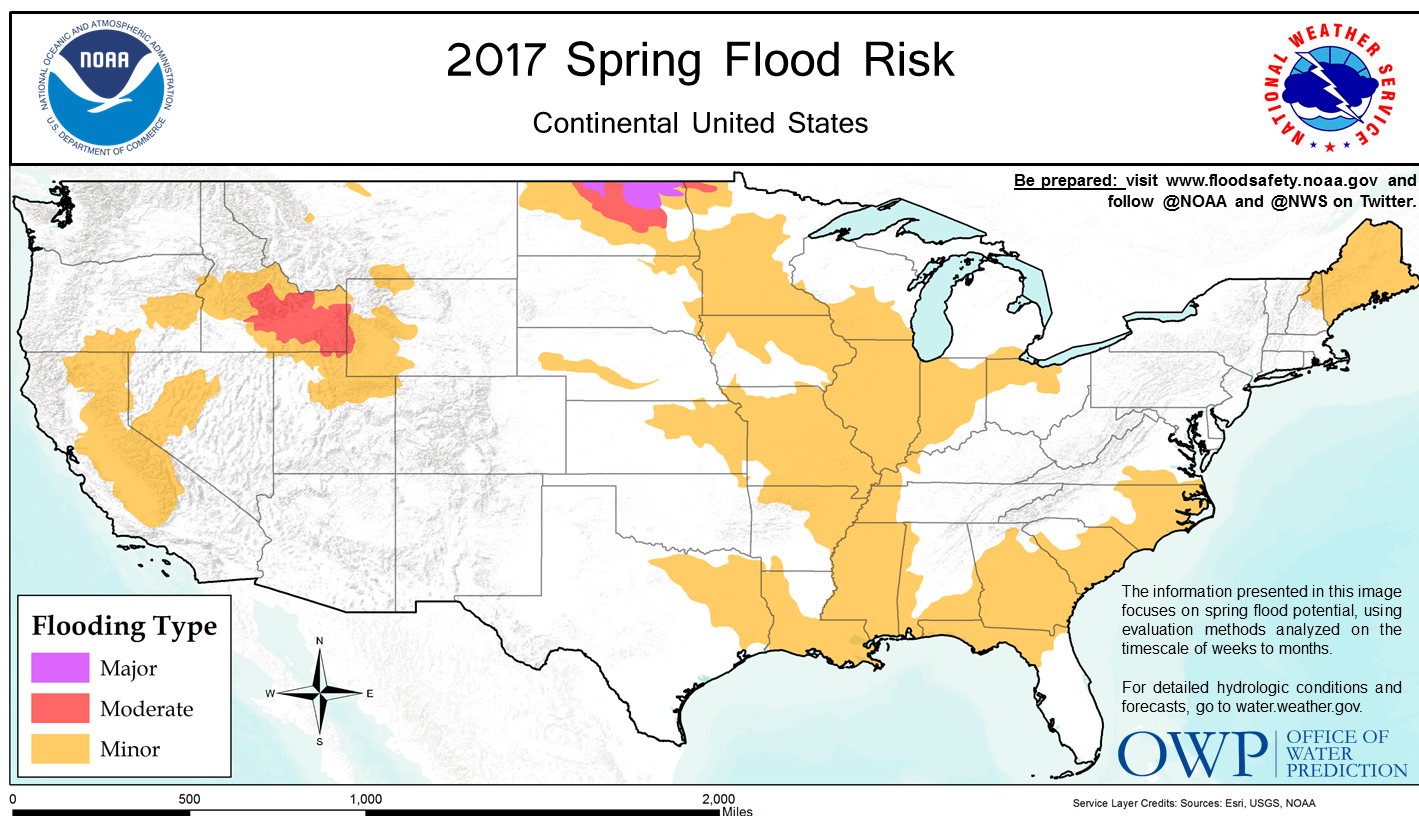 NATIONAL OCEANIC AND ATMOSPHERIC ADMINISTRATION
NOAA
U.S. DEPARTMENT OF COMMERCE
2017 Spring Flood Risk
Continental United States
NATIONAL WEATHER SERVICE
Be prepared: visit www.floodsafety.noaa.gov and
follow @NOAA and @NWS on Twitter.
Flooding Type
Major
Moderate
Minor
N
W
E
S
The information presented in this image
focuses on spring flood potential, using
evaluation methods analyzed on the
timescale of weeks to months.
For detailed hydrologic conditions and
forecasts, go to water.weather.gov.
OWP
OFFICE OF
WATER
PREDICTION
0 500 1,000 2,000
Miles
Service Layer Credits: Sources: Esri, USGS, NOAA